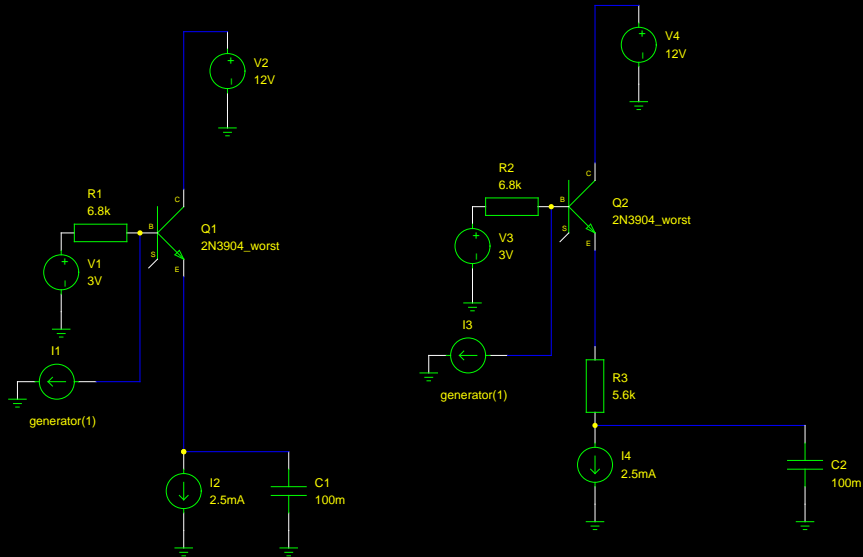 V2
12V
V4
12V
R1
6.8k
C
B
S
E
Q1
2N3904_worst
V1
3V
I1
generator(1)
I2
2.5mA
C1
100m
R2
6.8k
C
B
S
E
Q2
2N3904_worst
V3
3V
I3
generator(1)
R3
5.6k
I4
2.5mA
C2
100m